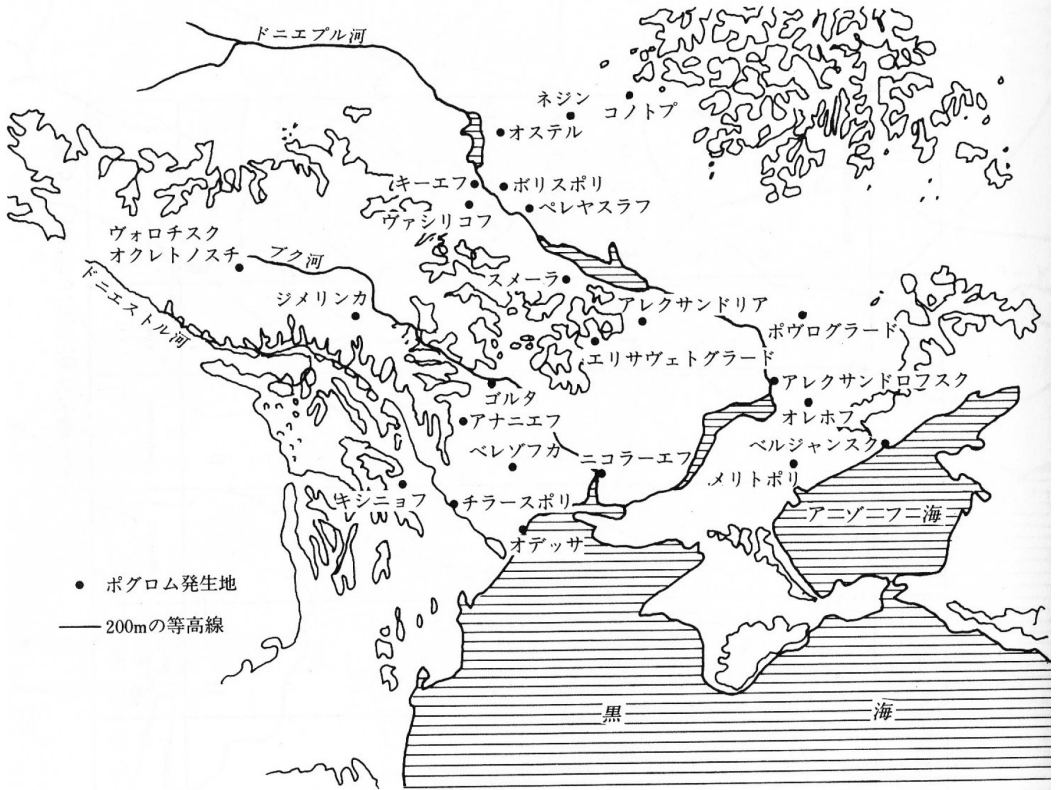 ドニエプル河
ネジン
コノトプ
オステル
キーエフ
ボリスポリ
ヴァシリコフ
ペレヤスラフ
ヴォロチスク
オクレトノスチ
ブク河
ドニエストル河
スメーラ
ジメリンカ
アレクサンドリア
ポヴログラード
エリサヴェトグラード
アレクサンドロフスク
ゴルタ
オレホフ
アナニエフ
ベルジャンスク
ベレゾフカ
ニコラーエフ
メリトポリ
キシニョフ
チラースポリ
アニゾニフ海
オデッサ
ポグロム発生地
200mの等高線
黒海